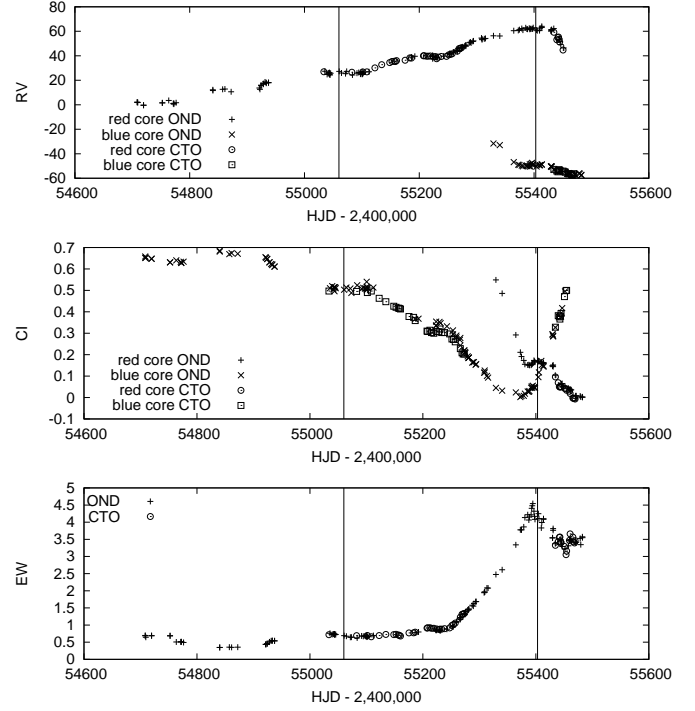 80
60
40
20
0
-20
-40
-60
RV
red core OND
blue core OND
red core CTO
blue core CTO
54600 54800 55000 55200 55400 55600
HJD - 2,400,000
0.7
0.6
0.5
0.4
0.3
0.2
0.1
0
-0.1
CI
red core OND
blue core OND
red core CTO
blue core CTO
54600 54800 55000 55200 55400 55600
HJD - 2,400,000
5
4.5
4
3.5
3
2.5
2
1.5
1
0.5
0
EW
OND
CTO
54600 54800 55000 55200 55400 55600
HJD - 2,400,000